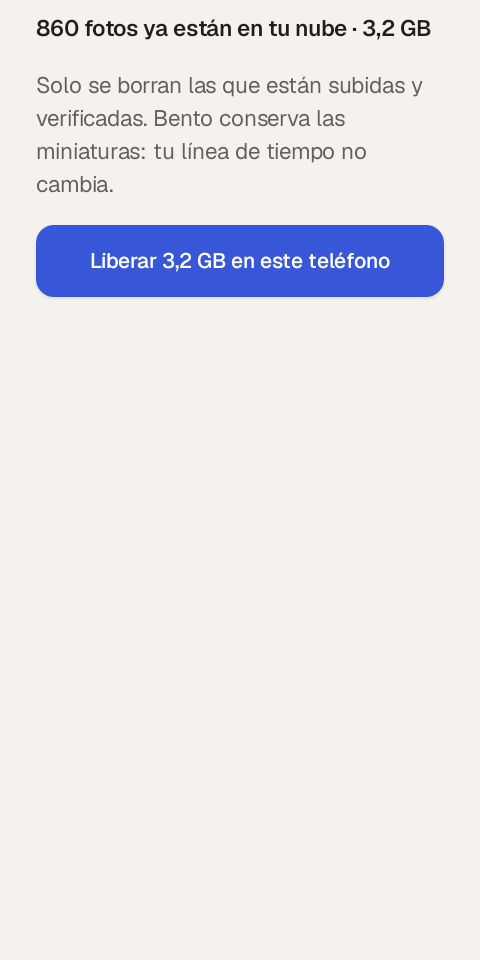 860 fotos ya están en tu nube · 3,2 GB
Solo se borran las que están subidas y
verificadas. Bento conserva las
miniaturas: tu línea de tiempo no
cambia.
Liberar 3,2 GB en este teléfono